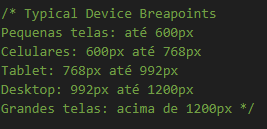 /* Typical Device Breapoints
Pequenas telas: até 600px
Celulares: 600px até 768px
Tablet: 768px até 992px
Desktop: 992px até 1200px
Grandes telas: acima de 1200px */